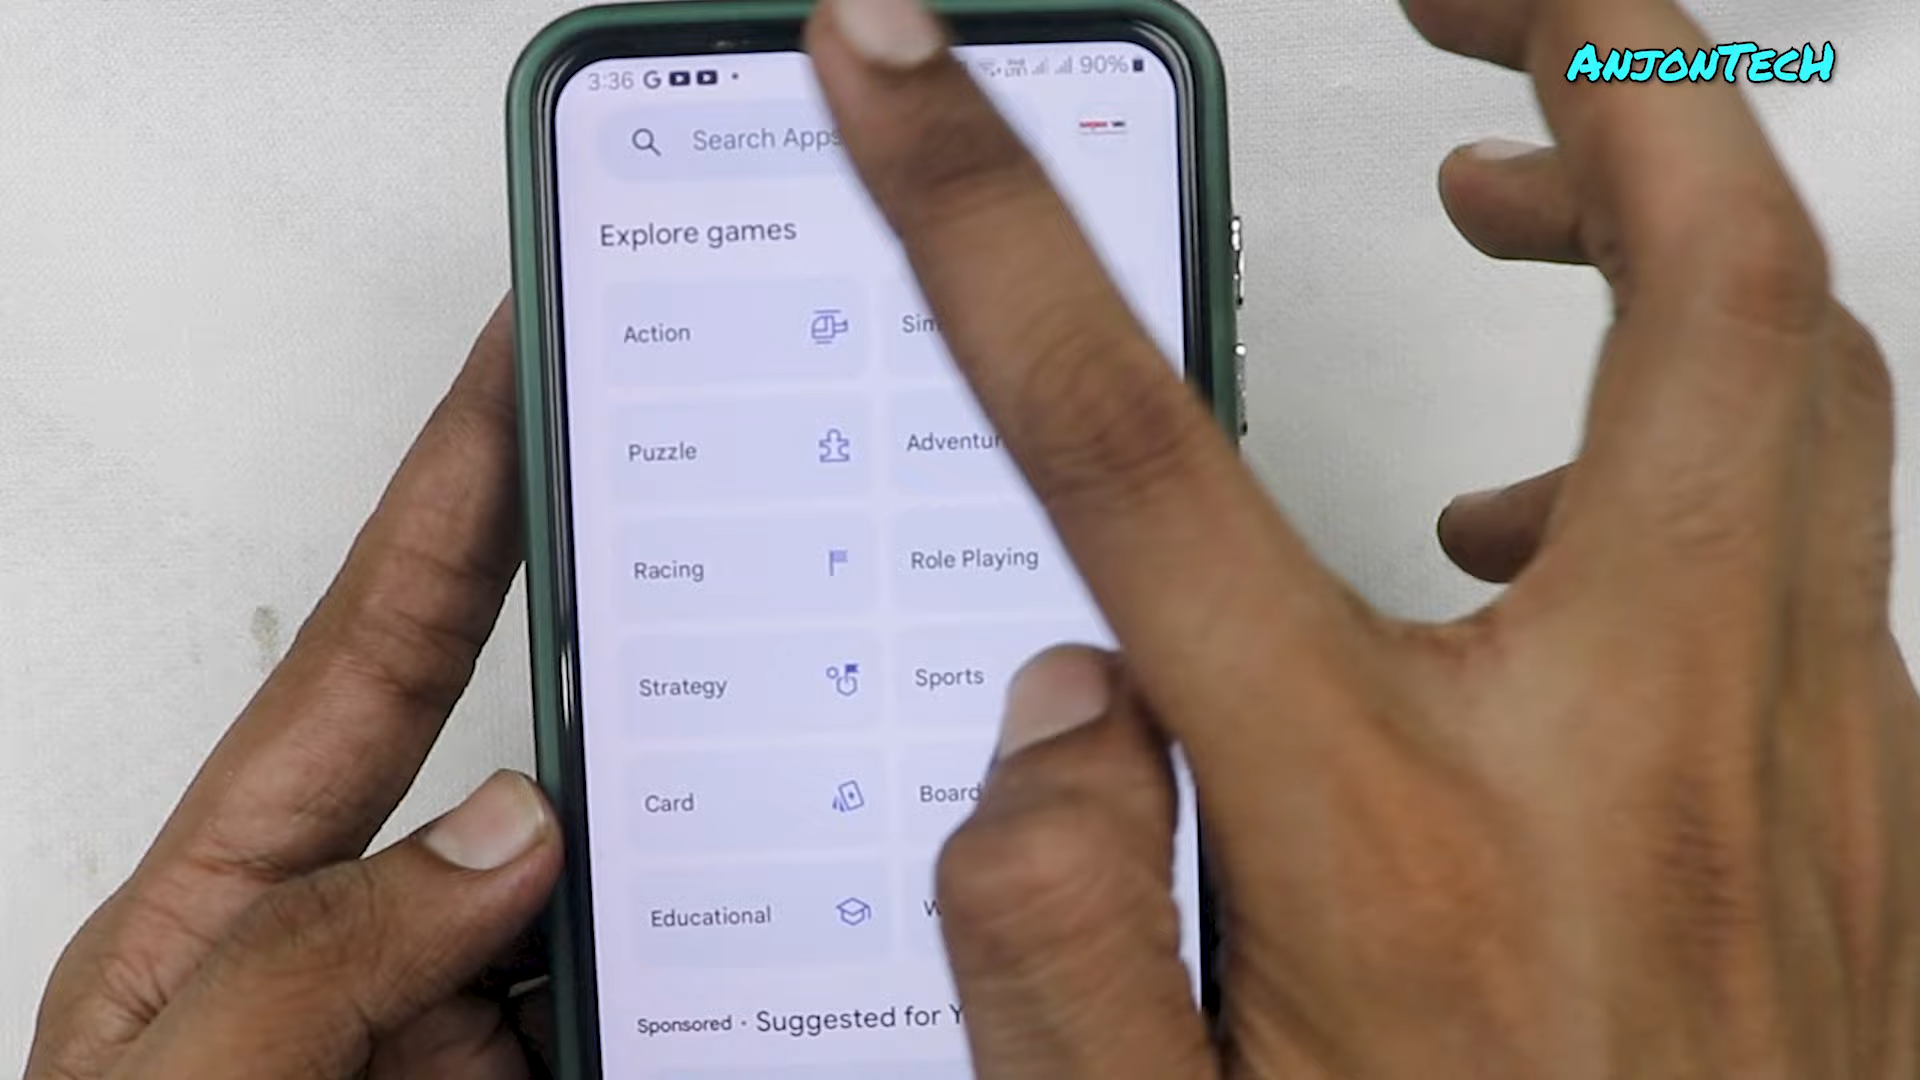 AnjonTech
3:36 G 90%
Search Apps
Explore games
Action
Puzzle
Adventur
Racing
Role Playing
Strategy
Sports
Card
Board
Educational
Sponsored · Suggested for Y